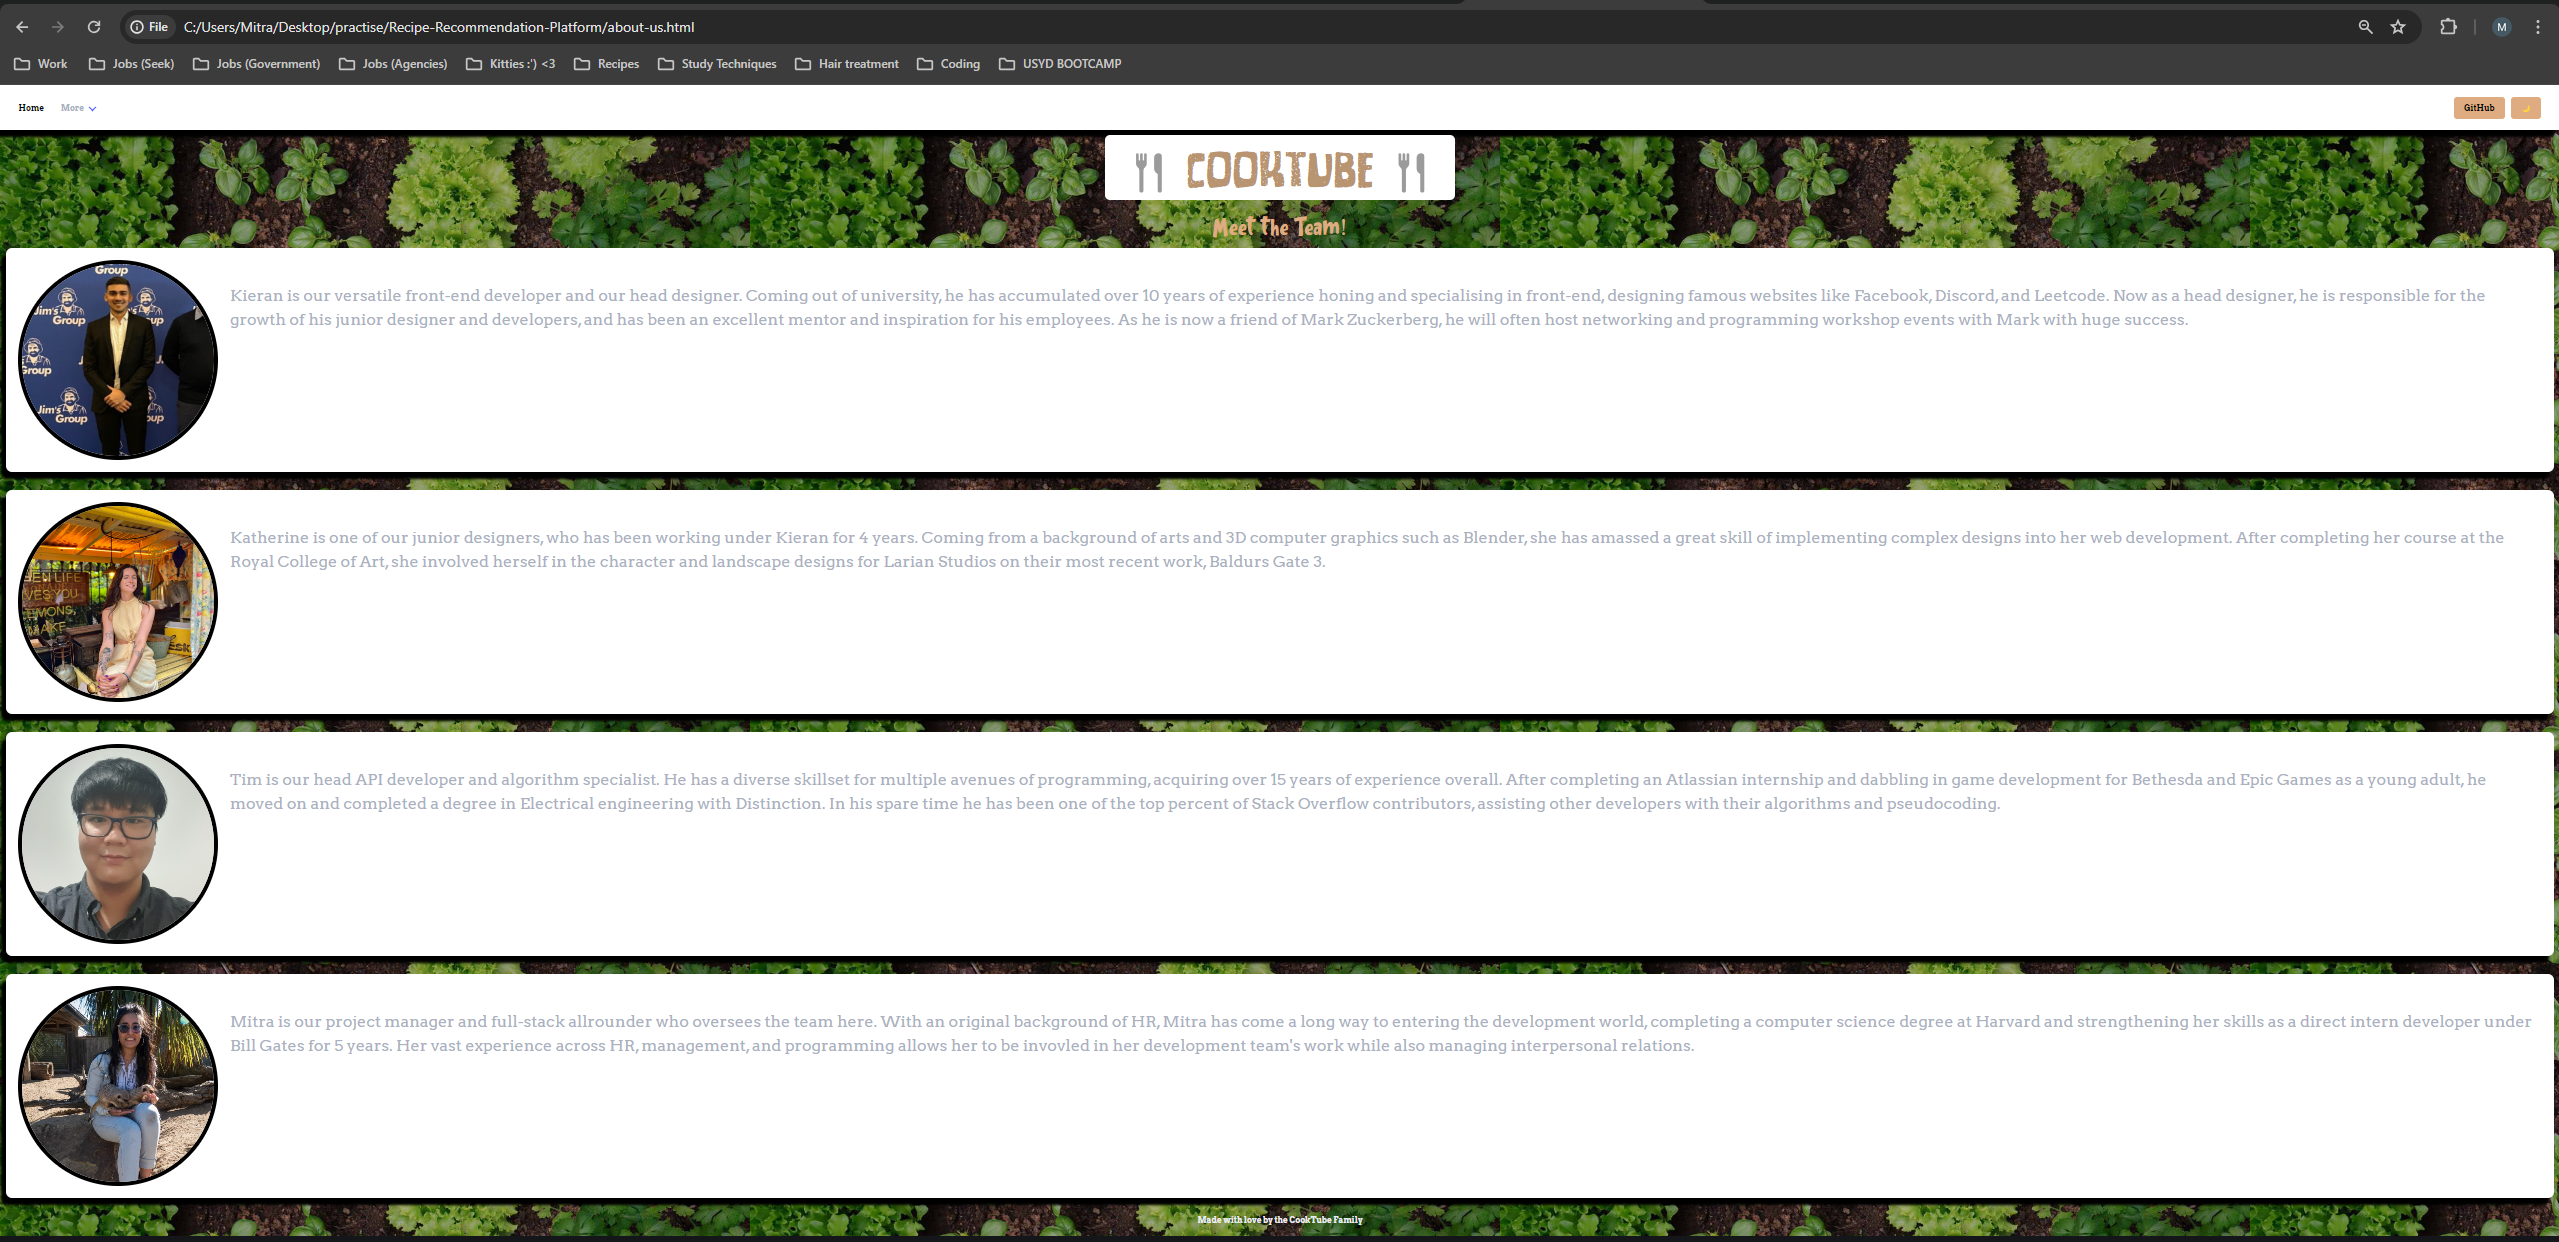 File C:/Users/Mitra/Desktop/practise/Recipe-Recommendation-Platform/about-us.html
M
Work Jobs (Seek) Jobs (Government) Jobs (Agencies) Kitties :') <3 Recipes Study Techniques Hair treatment Coding USYD BOOTCAMP
Home More GitHub
COOKTUBE
Meet the Team!
Group
Jim's Group
Group
Jim's Group
Kieran is our versatile front-end developer and our head designer. Coming out of university, he has accumulated over 10 years of experience honing and specialising in front-end, designing famous websites like Facebook, Discord, and Leetcode. Now as a head designer, he is responsible for the
growth of his junior designer and developers, and has been an excellent mentor and inspiration for his employees. As he is now a friend of Mark Zuckerberg, he will often host networking and programming workshop events with Mark with huge success.
Katherine is one of our junior designers, who has been working under Kieran for 4 years. Coming from a background of arts and 3D computer graphics such as Blender, she has amassed a great skill of implementing complex designs into her web development. After completing her course at the
Royal College of Art, she involved herself in the character and landscape designs for Larian Studios on their most recent work, Baldurs Gate 3.
Tim is our head API developer and algorithm specialist. He has a diverse skillset for multiple avenues of programming, acquiring over 15 years of experience overall. After completing an Atlassian internship and dabbling in game development for Bethesda and Epic Games as a young adult, he
moved on and completed a degree in Electrical engineering with Distinction. In his spare time he has been one of the top percent of Stack Overflow contributors, assisting other developers with their algorithms and pseudocoding.
Mitra is our project manager and full-stack allrounder who oversees the team here. With an original background of HR, Mitra has come a long way to entering the development world, completing a computer science degree at Harvard and strengthening her skills as a direct intern developer under
Bill Gates for 5 years. Her vast experience across HR, management, and programming allows her to be invovled in her development team's work while also managing interpersonal relations.
Made with love by the CookTube Family